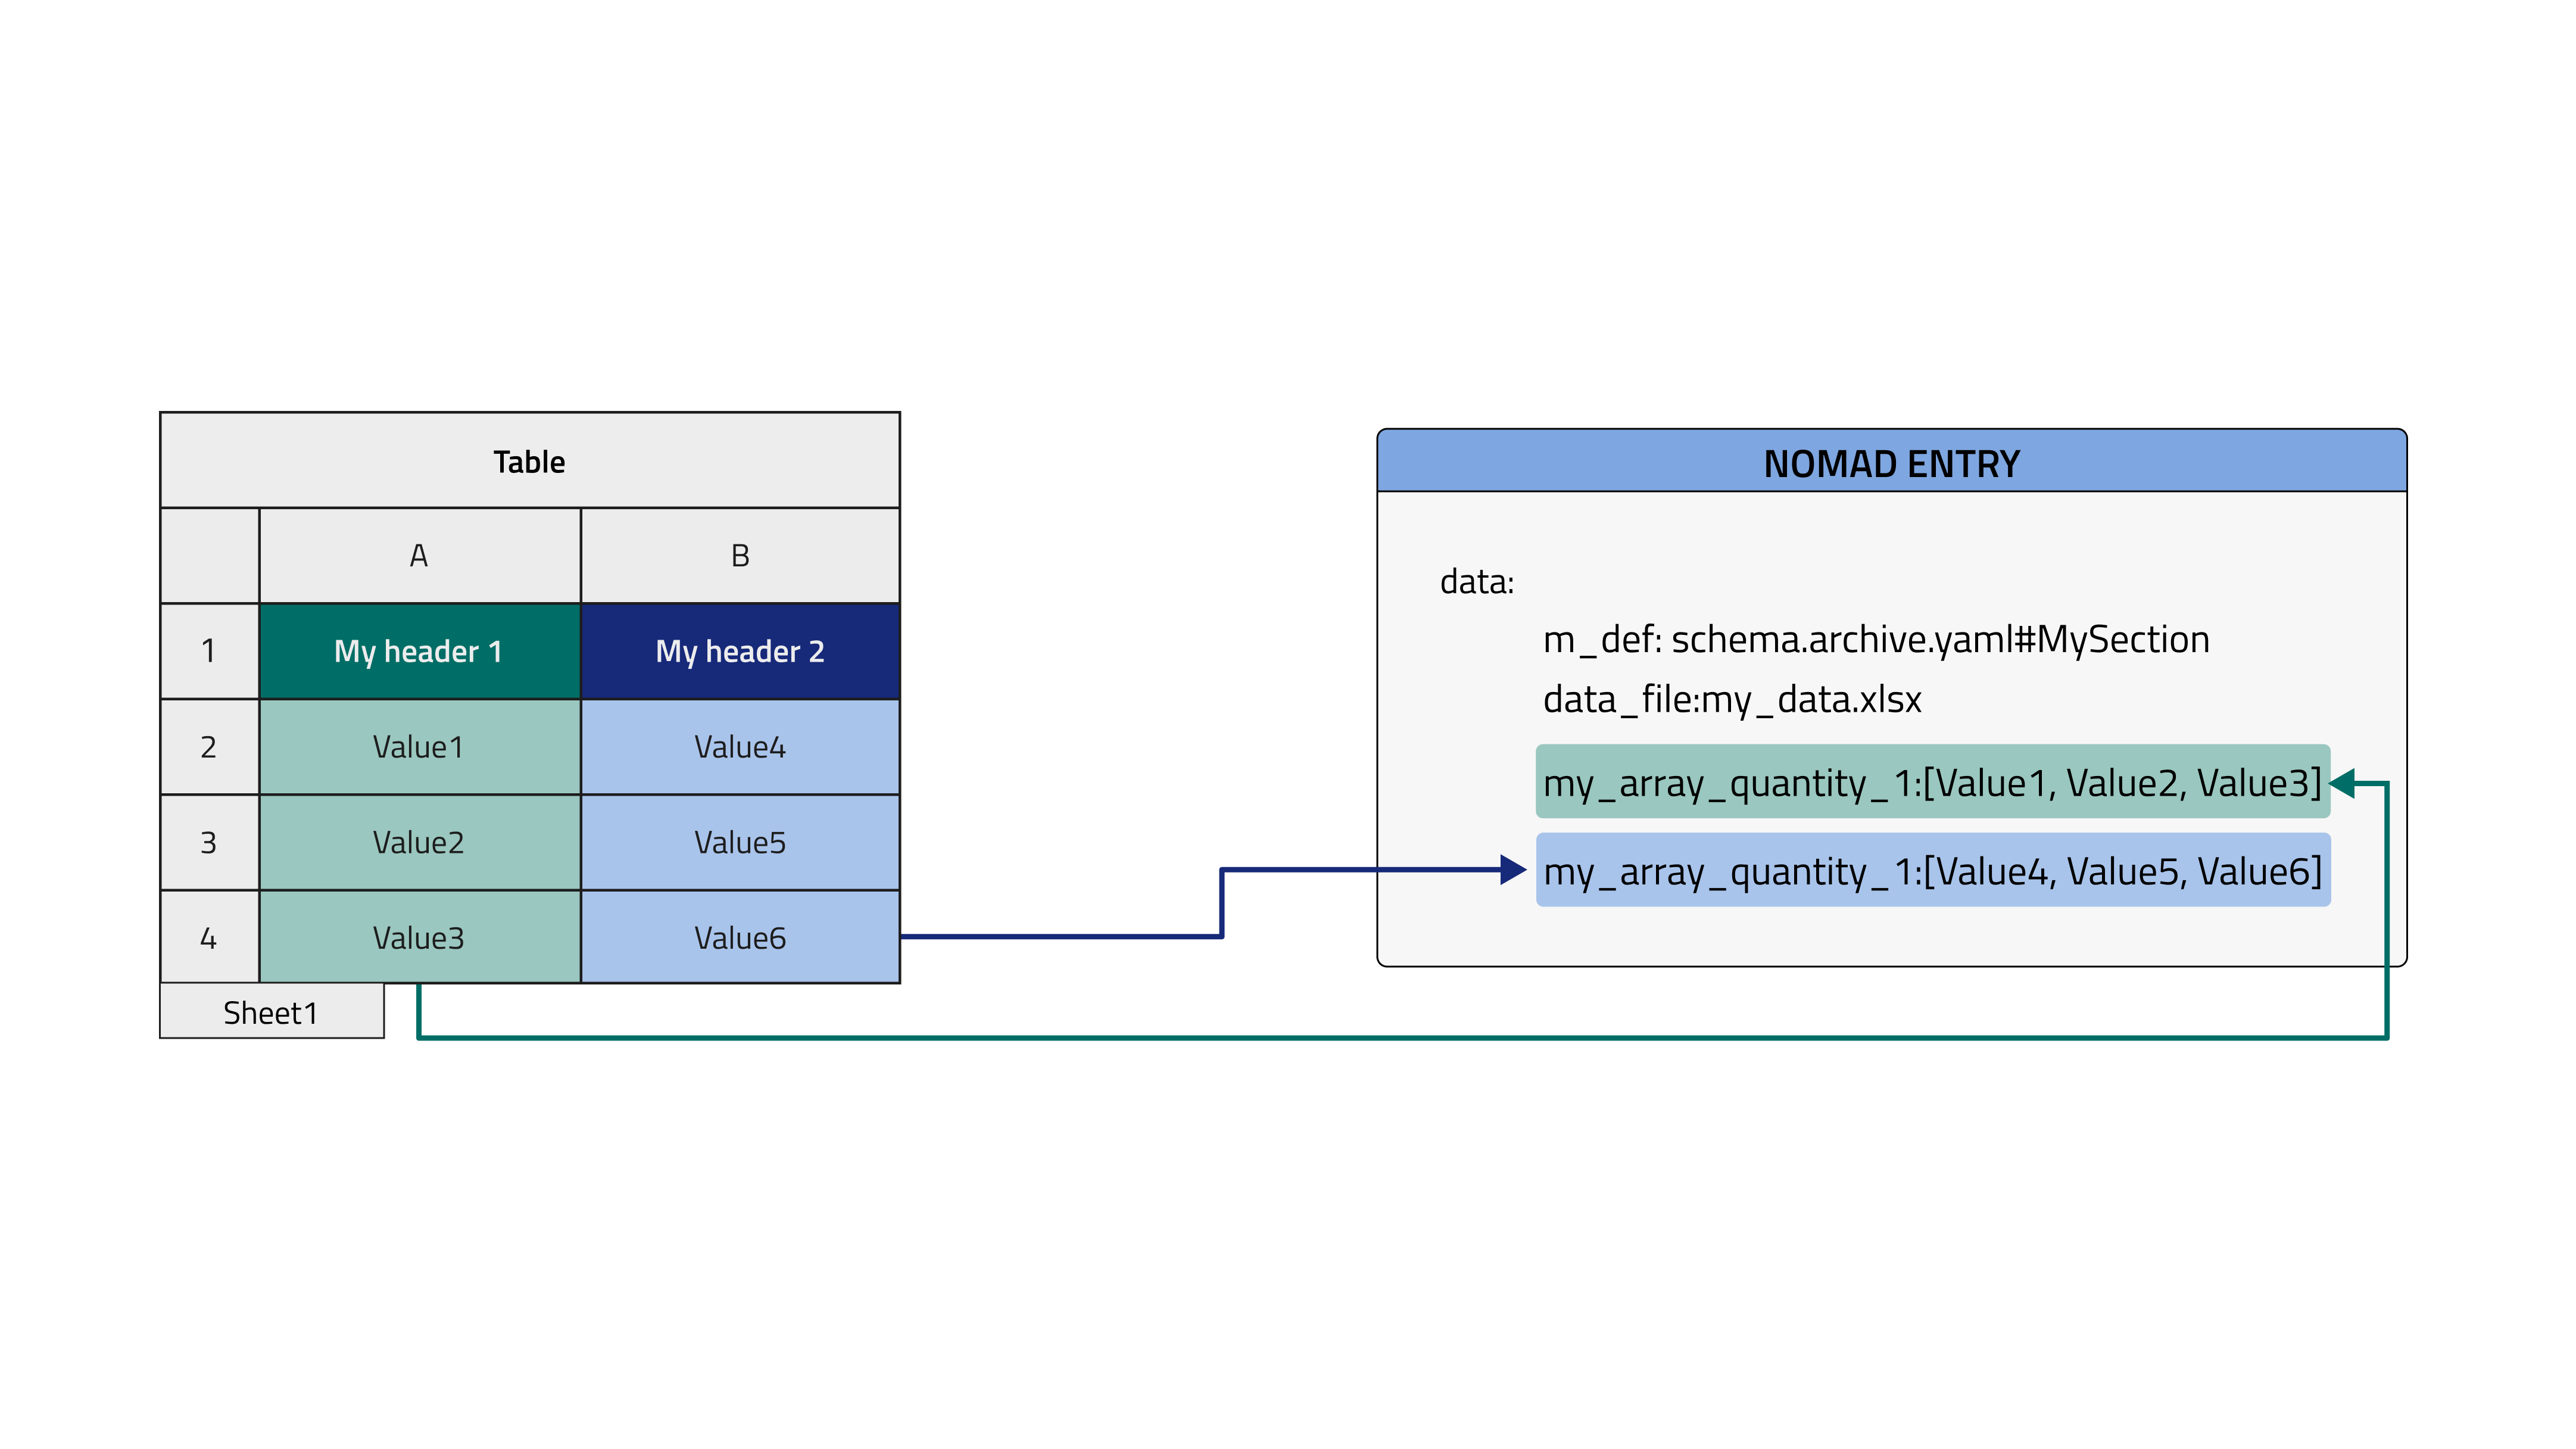 Table
A B
1 My header 1 My header 2
2 Value1 Value4
3 Value2 Value5
4 Value3 Value6
Sheet1
NOMAD ENTRY
data:
m_def: schema.archive.yaml#MySection
data_file:my_data.xlsx
my_array_quantity_1:[Value1, Value2, Value3]
my_array_quantity_1:[Value4, Value5, Value6]